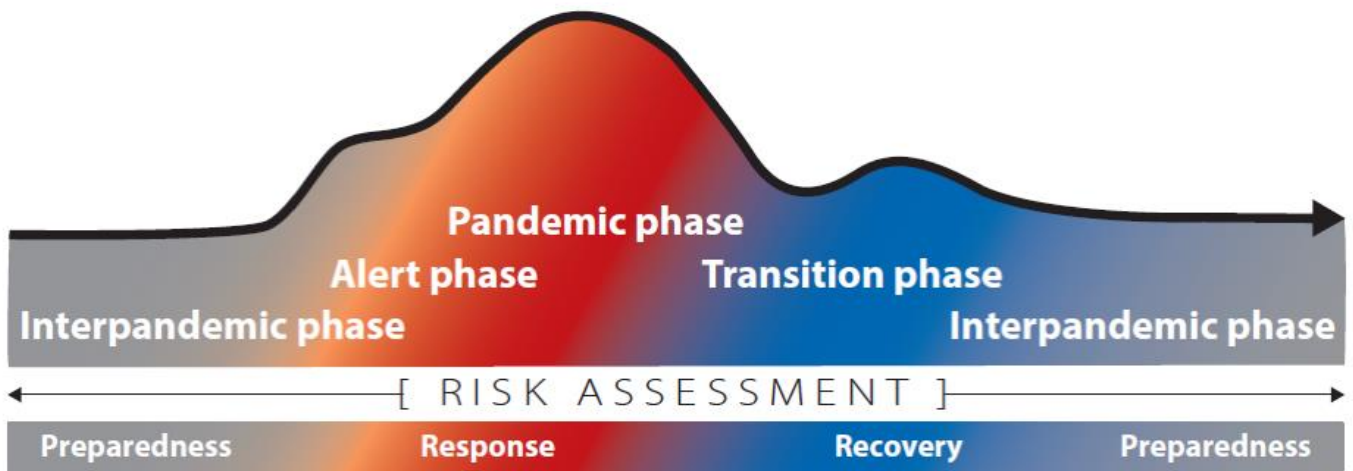 Pandemic phase
Alert phase
Transition phase
Interpandemic phase
Interpandemic phase
[ RISK ASSESSMENT ]
Preparedness
Response
Recovery
Preparedness